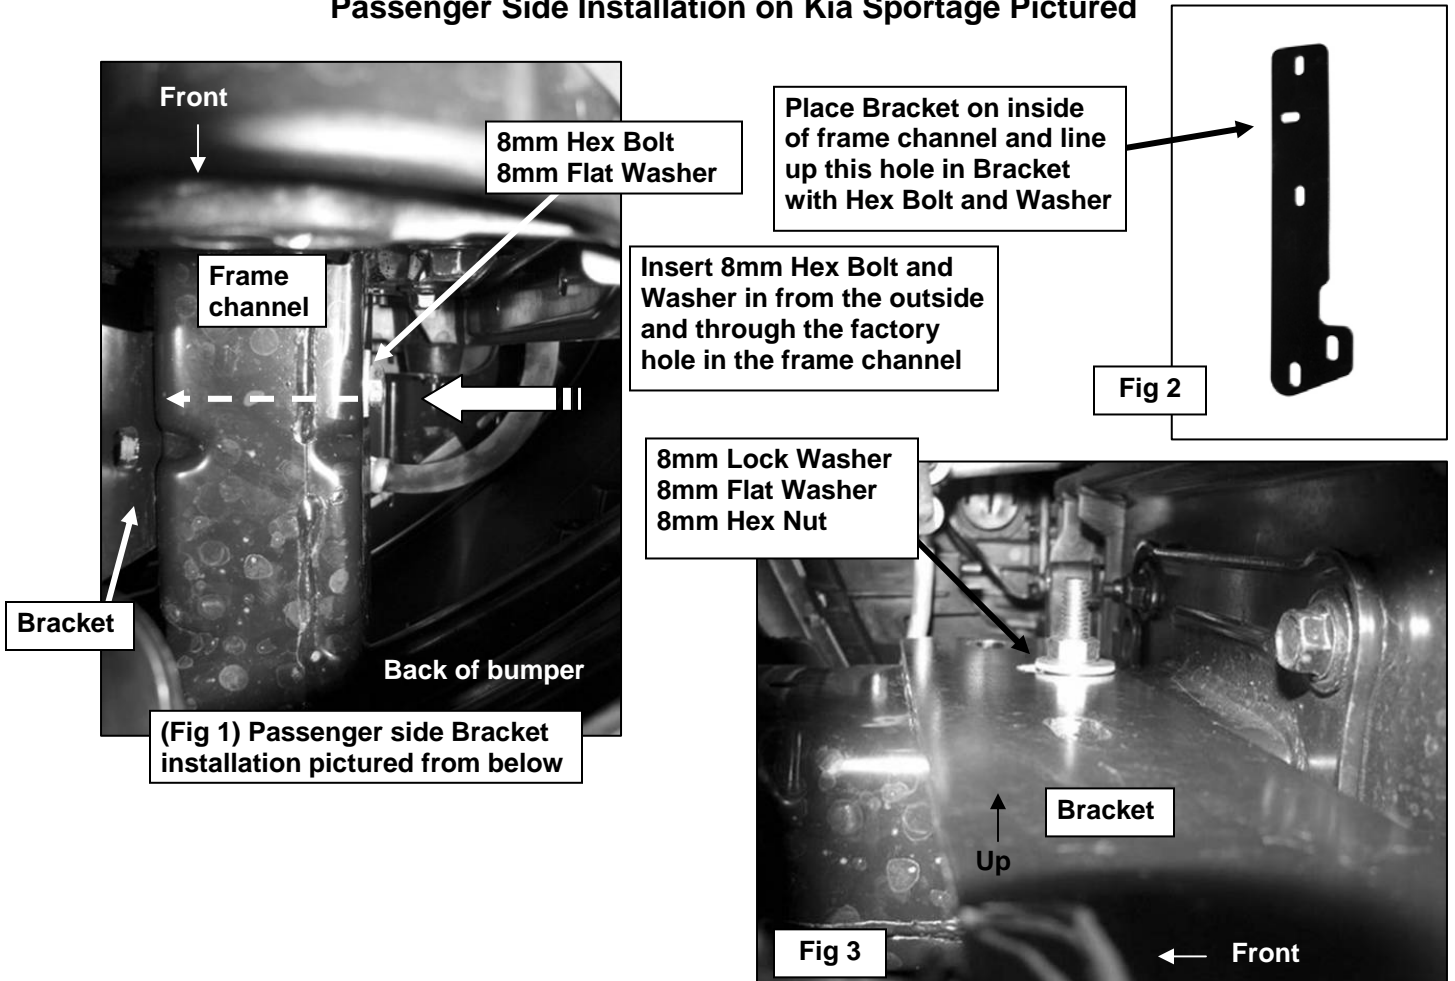 Passenger Side Installation on Kia Sportage Pictured
Front
8mm Hex Bolt
8mm Flat Washer
Frame
channel
Bracket
Back of bumper
(Fig 1) Passenger side Bracket
installation pictured from below
Place Bracket on inside
of frame channel and line
up this hole in Bracket
with Hex Bolt and Washer
Insert 8mm Hex Bolt and
Washer in from the outside
and through the factory
hole in the frame channel
Fig 2
8mm Lock Washer
8mm Flat Washer
8mm Hex Nut
Bracket
Up
Fig 3
Front